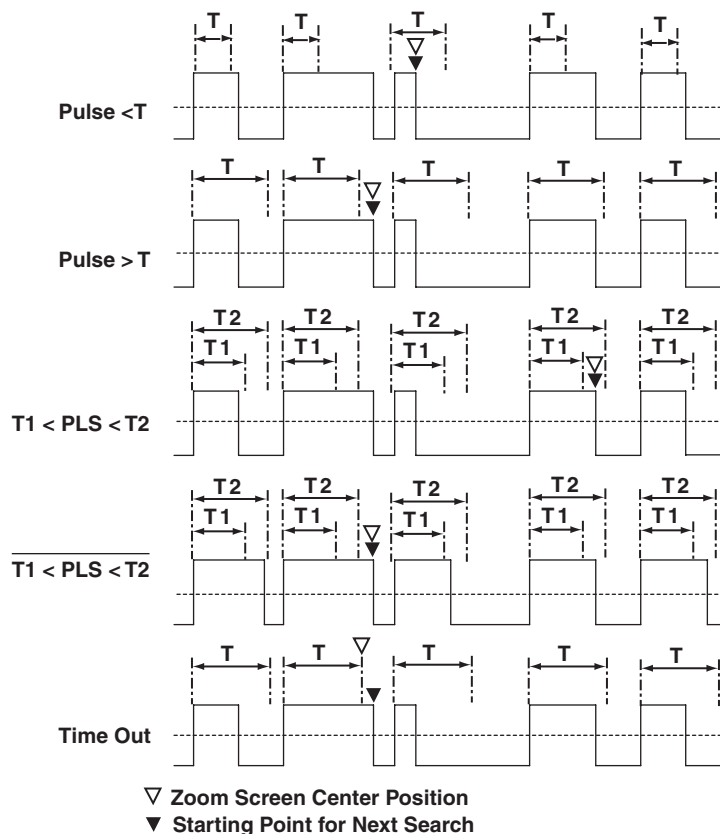 T T T T T
Pulse <T
T T T T T
Pulse > T
T2 T2 T2 T2 T2
T1 T1 T1 T1 T1
T1 < PLS < T2
T2 T2 T2 T2 T2
T1 T1 T1 T1 T1
T1 < PLS < T2
T T T T T
Time Out
▽ Zoom Screen Center Position
▼ Starting Point for Next Search